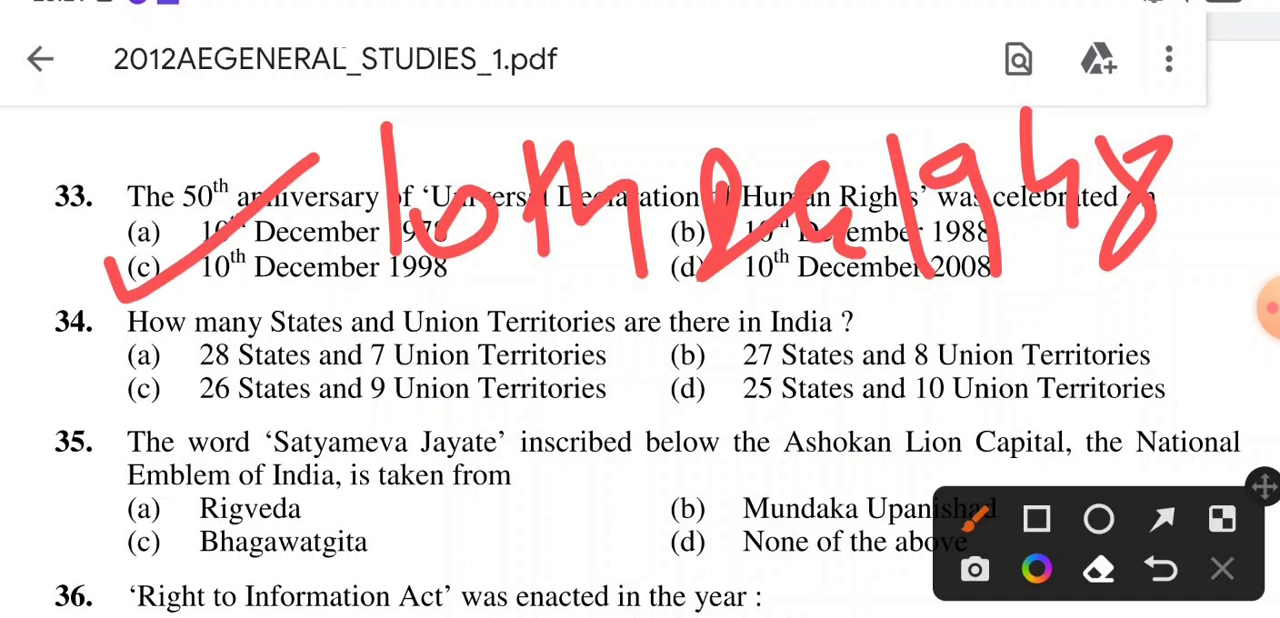 2012AEGENERAL_STUDIES_1.pdf
10th Dec 1948
33. The 50th anniversary of ‘Universal Declaration of Human Rights’ was celebrated on
(a) 10th December 1978 (b) 10th December 1988
(c) 10th December 1998 (d) 10th December 2008
34. How many States and Union Territories are there in India ?
(a) 28 States and 7 Union Territories (b) 27 States and 8 Union Territories
(c) 26 States and 9 Union Territories (d) 25 States and 10 Union Territories
35. The word ‘Satyameva Jayate’ inscribed below the Ashokan Lion Capital, the National
Emblem of India, is taken from
(a) Rigveda (b) Mundaka Upanishad
(c) Bhagawatgita (d) None of the above
36. ‘Right to Information Act’ was enacted in the year :